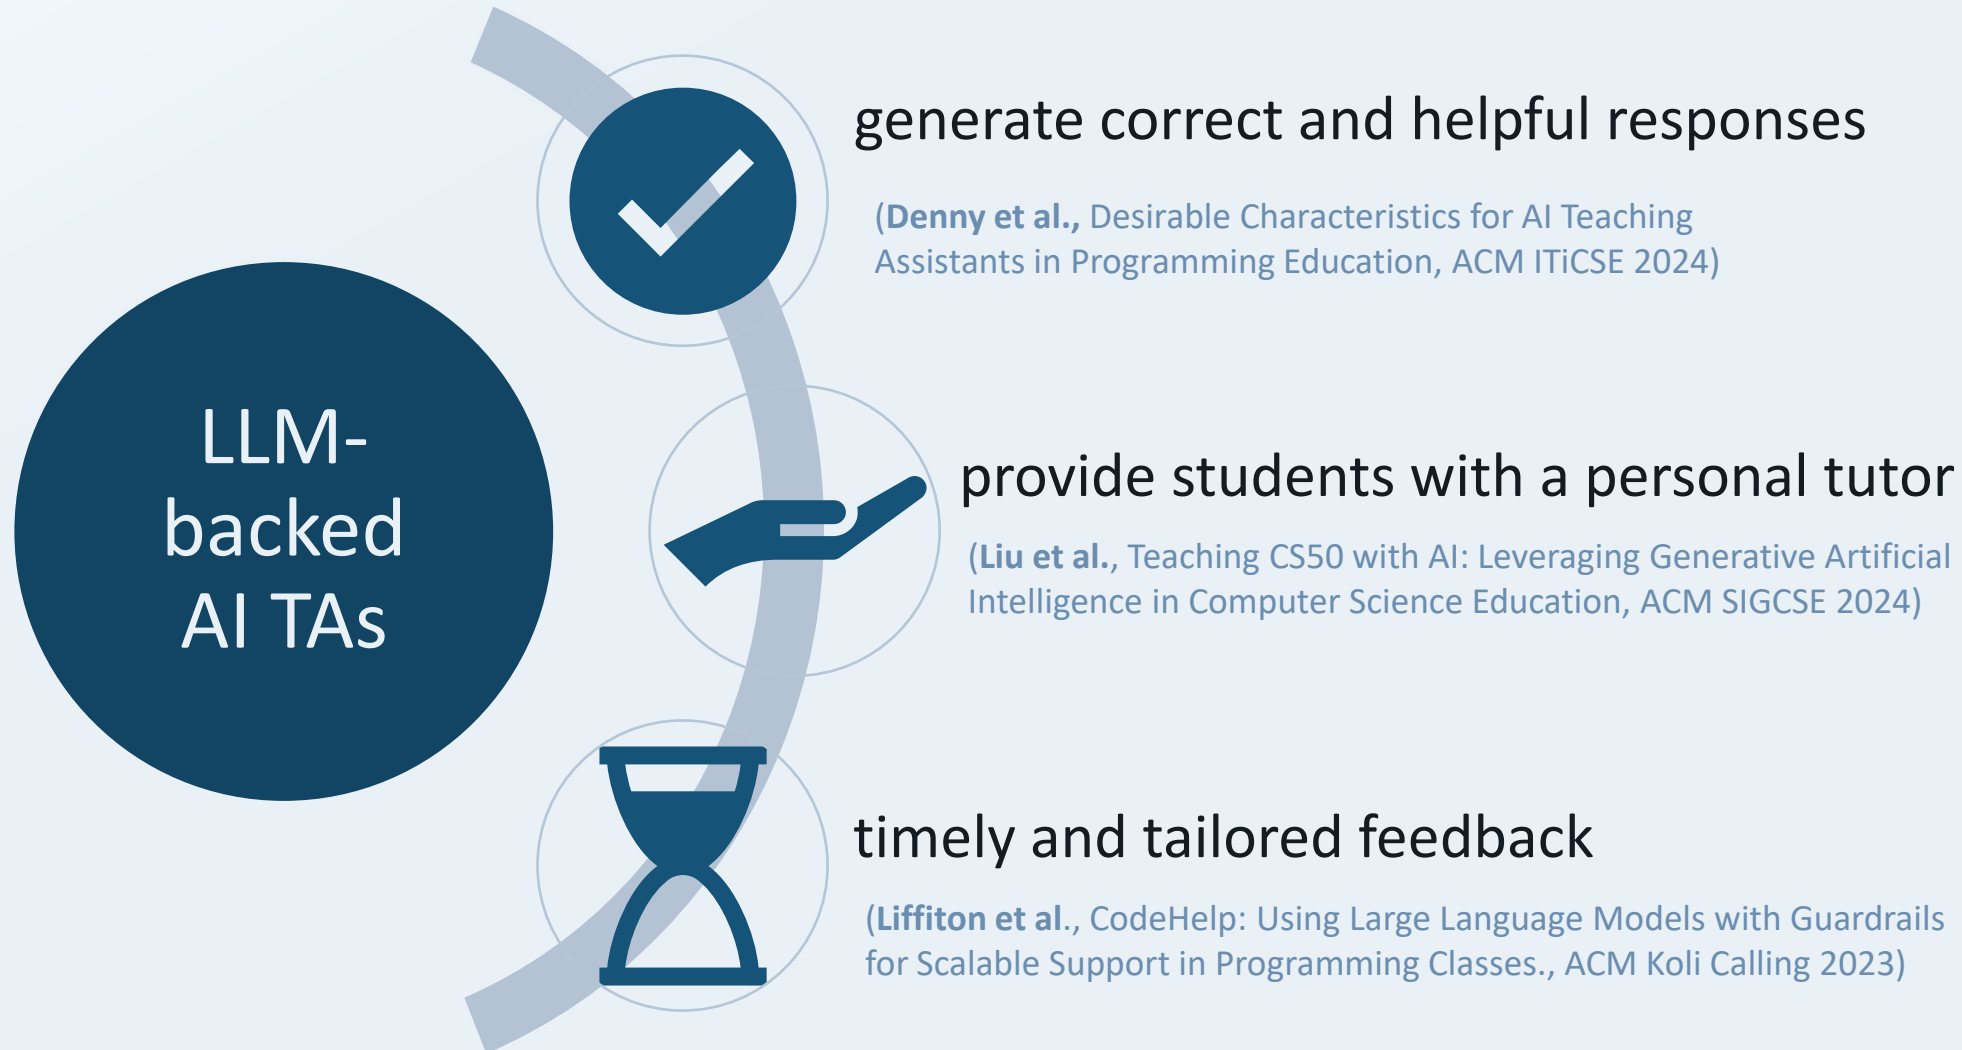 LLM-
backed
AI TAs
generate correct and helpful responses
(Denny et al., Desirable Characteristics for AI Teaching
Assistants in Programming Education, ACM ITiCSE 2024)
provide students with a personal tutor
(Liu et al., Teaching CS50 with AI: Leveraging Generative Artificial
Intelligence in Computer Science Education, ACM SIGCSE 2024)
timely and tailored feedback
(Liffiton et al., CodeHelp: Using Large Language Models with Guardrails
for Scalable Support in Programming Classes., ACM Koli Calling 2023)